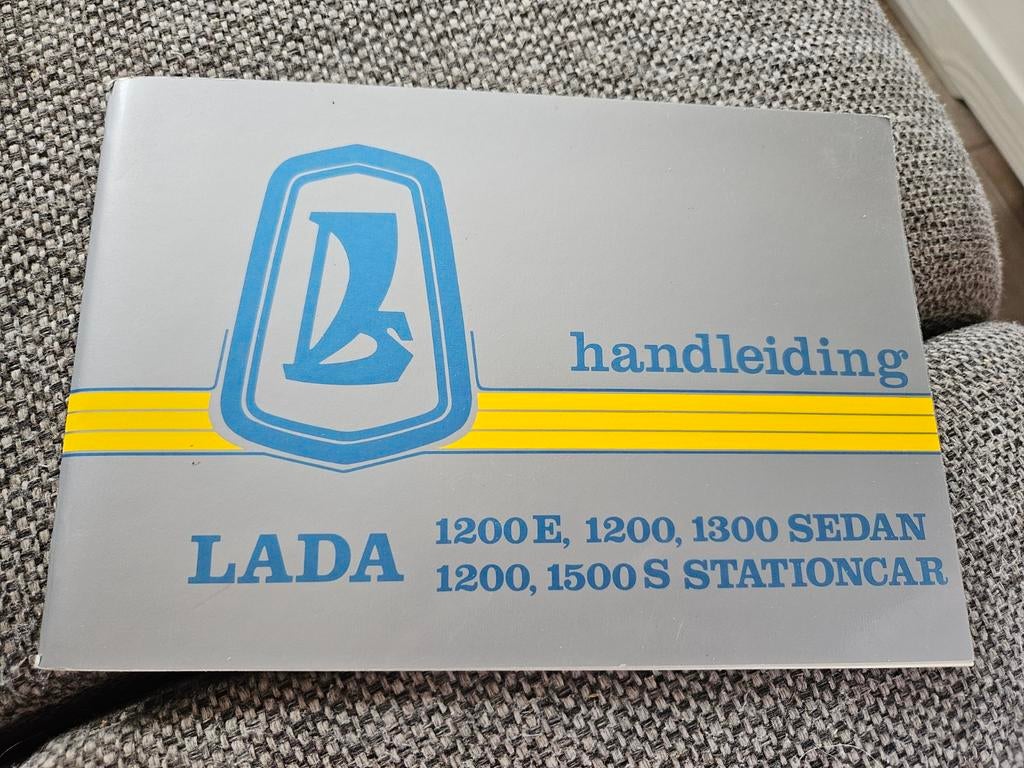 handleiding
LADA
1200 E, 1200, 1300 SEDAN
1200, 1500 S STATIONCAR